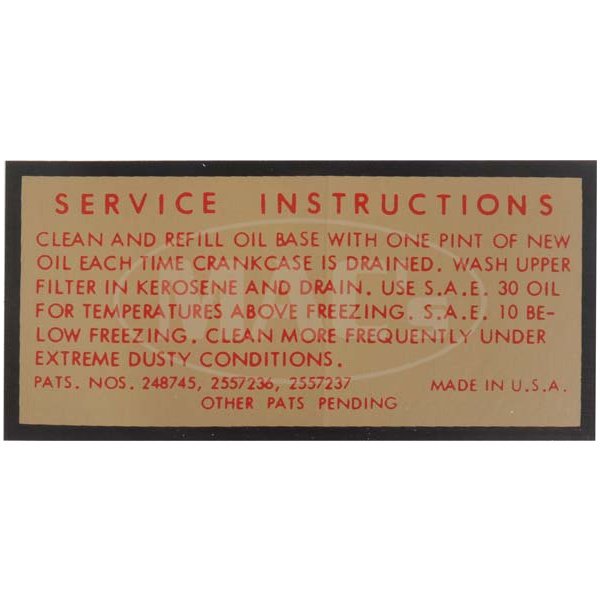 SERVICE INSTRUCTIONS
CLEAN AND REFILL OIL BASE WITH ONE PINT OF NEW
OIL EACH TIME CRANKCASE IS DRAINED. WASH UPPER
FILTER IN KEROSENE AND DRAIN. USE S.A.E. 30 OIL
FOR TEMPERATURES ABOVE FREEZING. S.A.E. 10 BE-
LOW FREEZING. CLEAN MORE FREQUENTLY UNDER
EXTREME DUSTY CONDITIONS.
PATS. NOS. 248745, 2557236, 2557237 MADE IN U.S.A.
OTHER PATS PENDING
MAC's